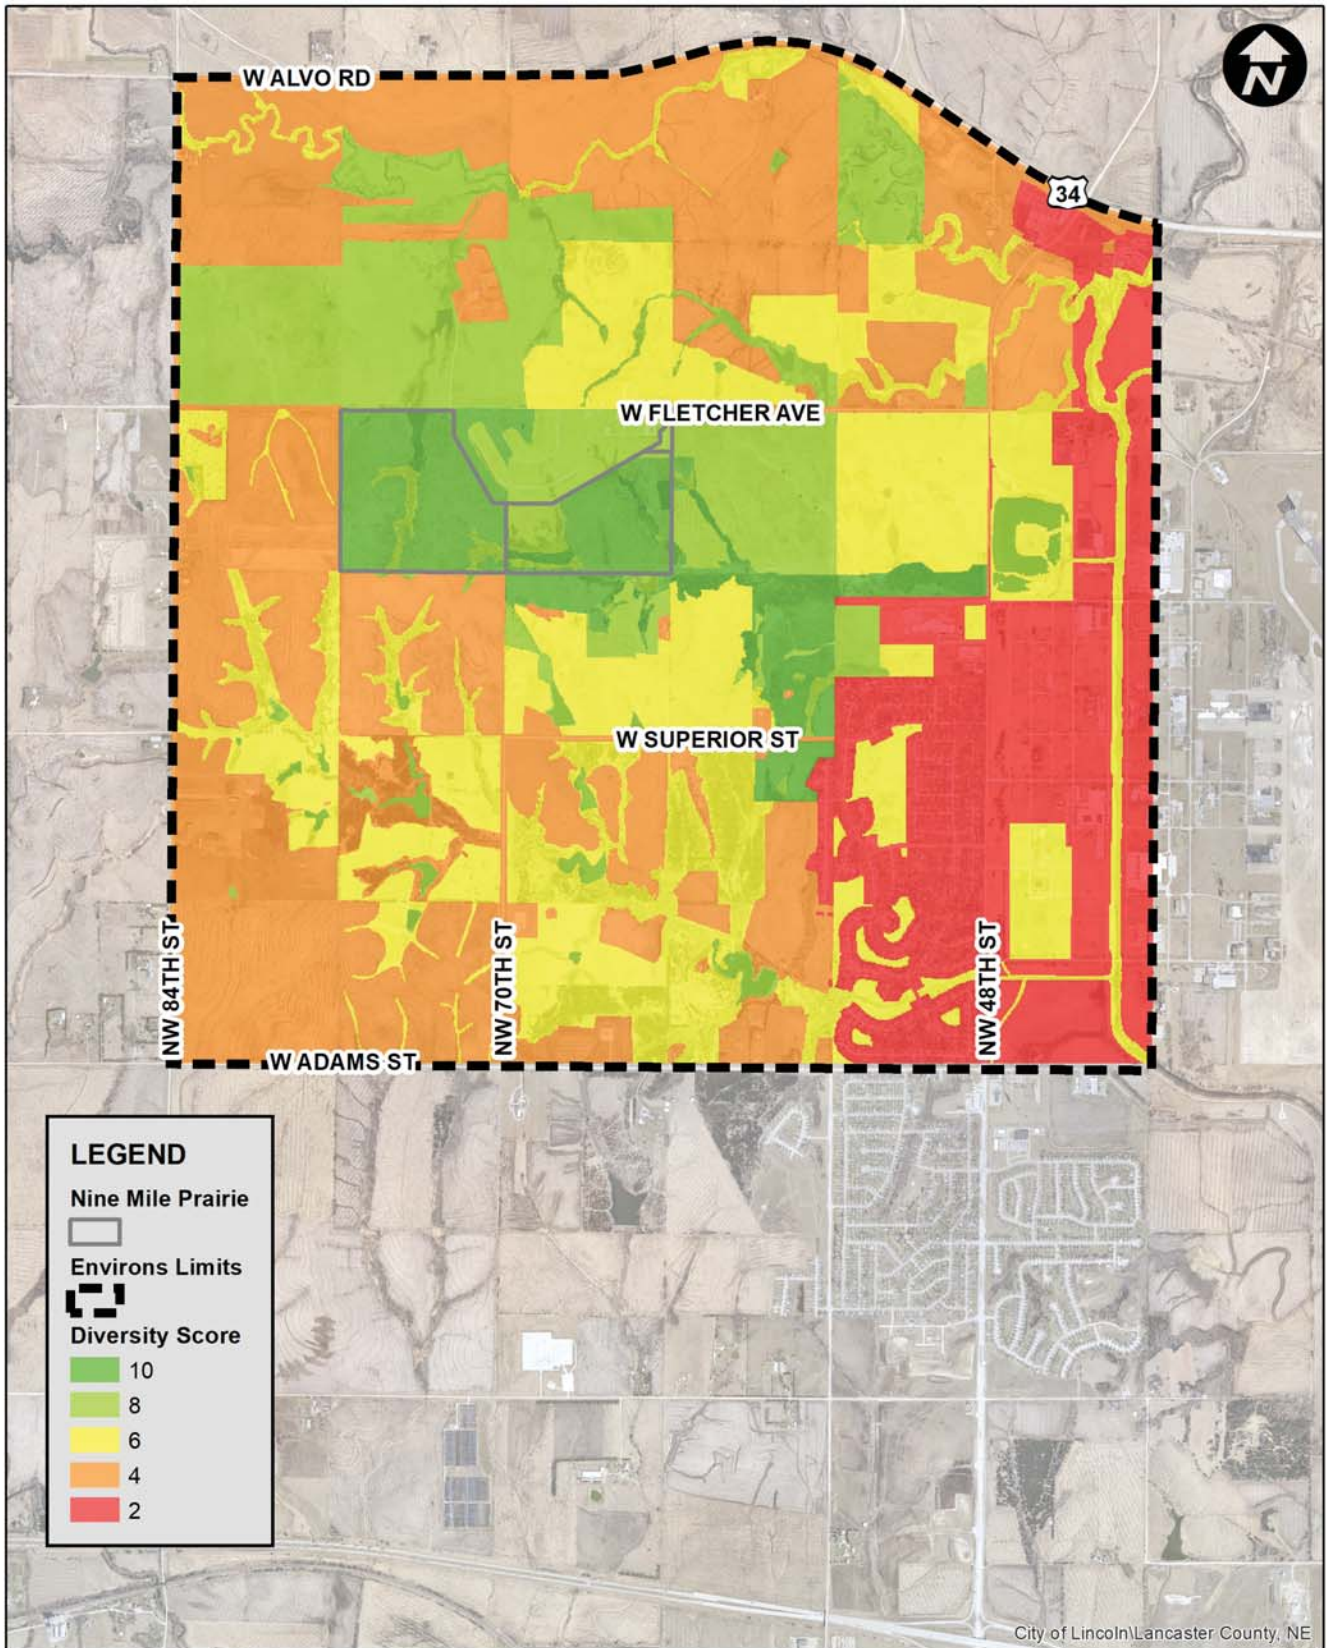 N
W ALVO RD
34
W FLETCHER AVE
W SUPERIOR ST
NW 84TH ST
NW 70TH ST
NW 48TH ST
W ADAMS ST
LEGEND
Nine Mile Prairie
Environs Limits
Diversity Score
10
8
6
4
2
City of Lincoln\Lancaster County, NE